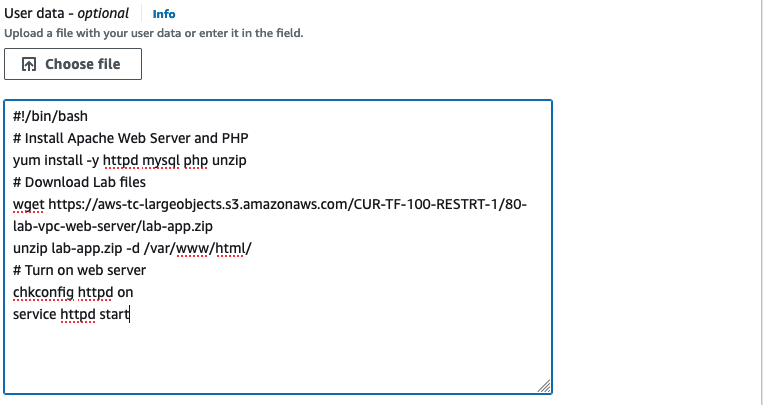 User data - optional Info
Upload a file with your user data or enter it in the field.
Choose file
#!/bin/bash
# Install Apache Web Server and PHP
yum install -y httpd mysql php unzip
# Download Lab files
wget https://aws-tc-largeobjects.s3.amazonaws.com/CUR-TF-100-RESTRT-1/80-
lab-vpc-web-server/lab-app.zip
unzip lab-app.zip -d /var/www/html/
# Turn on web server
chkconfig httpd on
service httpd start